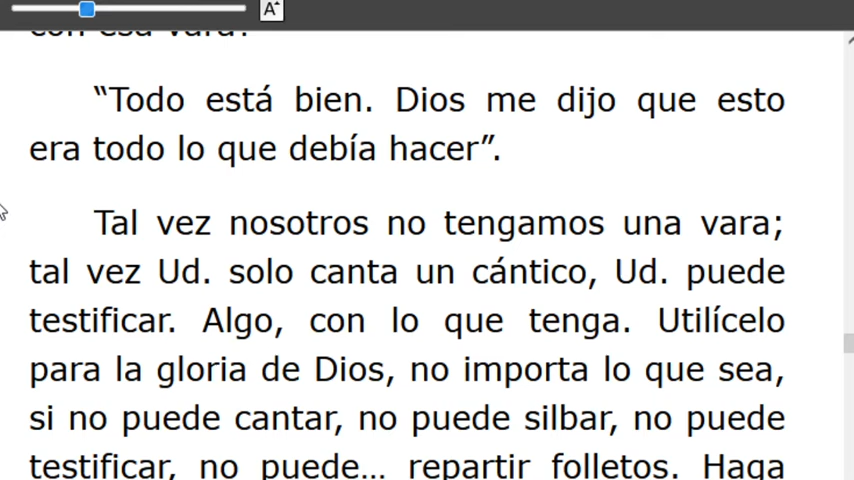 A
con esa vara?
“Todo está bien. Dios me dijo que esto
era todo lo que debía hacer”.
Tal vez nosotros no tengamos una vara;
tal vez Ud. solo canta un cántico, Ud. puede
testificar. Algo, con lo que tenga. Utilícelo
para la gloria de Dios, no importa lo que sea,
si no puede cantar, no puede silbar, no puede
testificar, no puede… repartir folletos. Haga